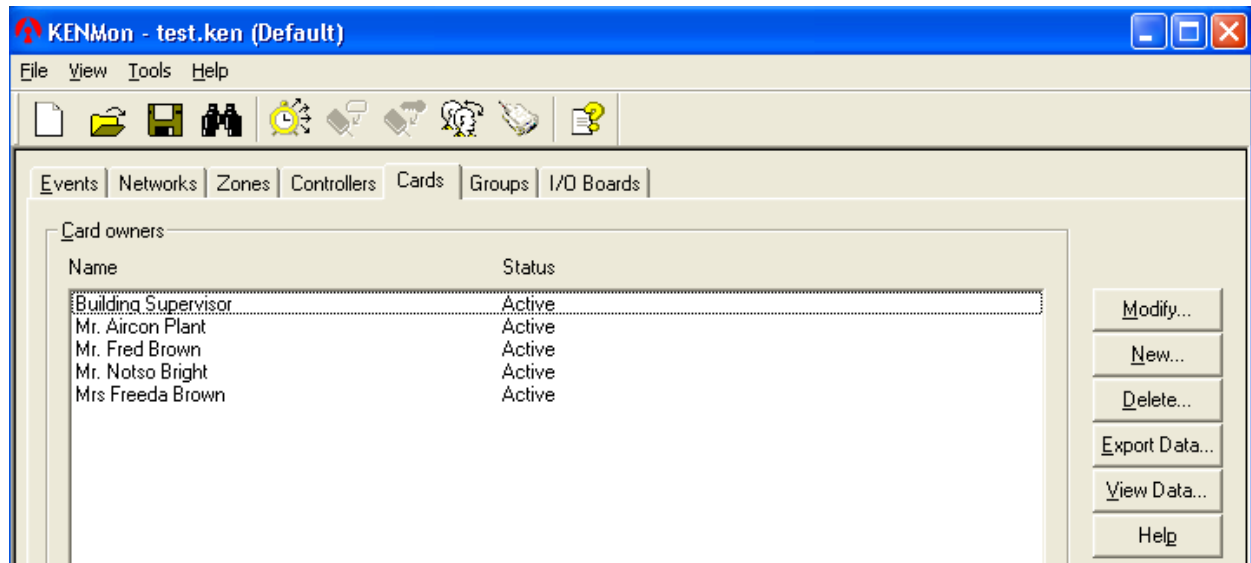 KENMon - test.ken (Default)
File View Tools Help
Events Networks Zones Controllers Cards Groups I/O Boards
Card owners
Name Status
Building Supervisor Active
Mr. Aircon Plant Active
Mr. Fred Brown Active
Mr. Notso Bright Active
Mrs Freeda Brown Active
Modify...
New...
Delete...
Export Data...
View Data...
Help